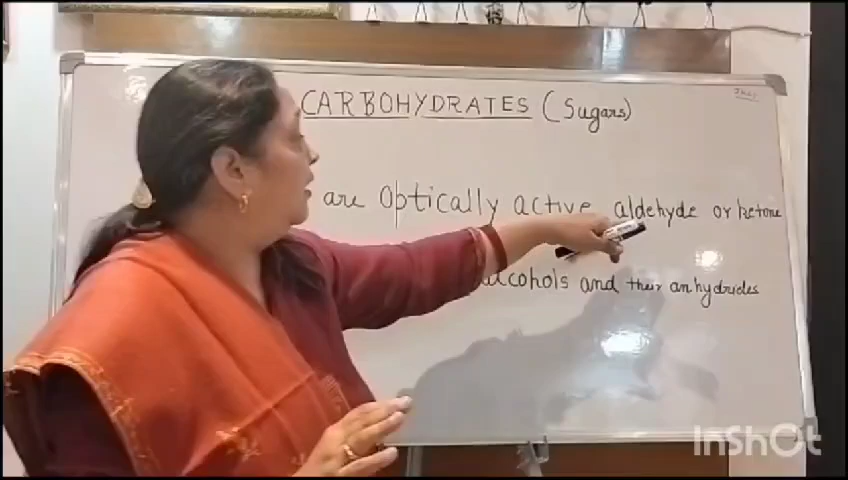 CARBOHYDRATES (Sugars)
are Optically active aldehyde or ketone
alcohols and their anhydrides
InShOt